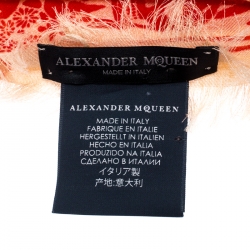 ALEXANDER MCQUEEN
MADE IN ITALY
ALEXANDER MCQUEEN
MADE IN ITALY
FABRIQUE EN ITALIE
HERGESTELLT IN ITALIEN
HECHO EN ITALIA
PRODUZIDO NA ITALIA
СДЕЛАНО В ИТАЛИИ
イタリア製
产地:意大利